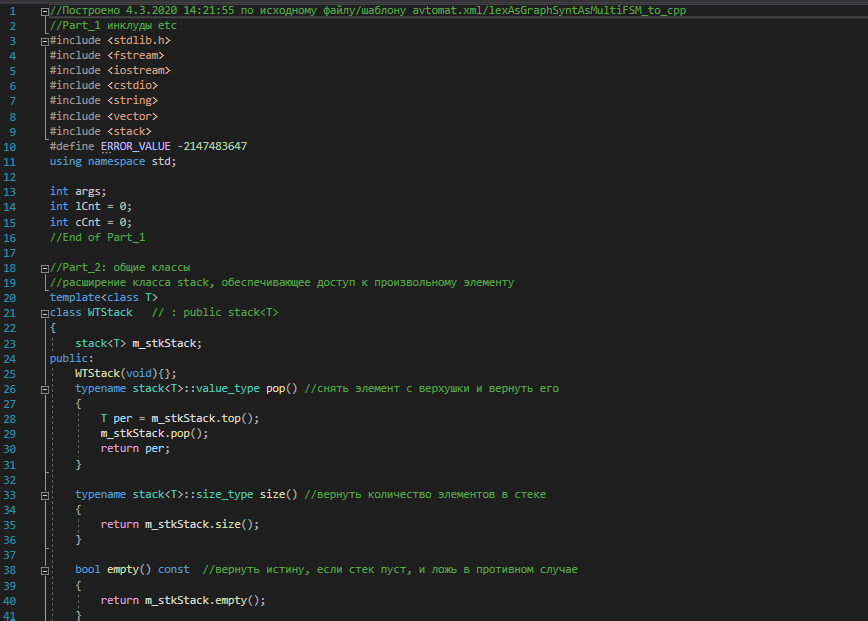 1 //Построено 4.3.2020 14:21:55 по исходному файлу/шаблону avtomat.xml/lexAsGraphSyntAsMultiFSM_to_cpp
2 //Part_1 инклуды etc
3 #include <stdlib.h>
4 #include <fstream>
5 #include <iostream>
6 #include <cstdio>
7 #include <string>
8 #include <vector>
9 #include <stack>
10 #define ERROR_VALUE -2147483647
11 using namespace std;
12
13 int args;
14 int lCnt = 0;
15 int cCnt = 0;
16 //End of Part_1
17
18 //Part_2: общие классы
19 //расширение класса stack, обеспечивающее доступ к произвольному элементу
20 template<class T>
21 class WTStack // : public stack<T>
22 {
23 stack<T> m_stkStack;
24 public:
25 WTStack(void){};
26 typename stack<T>::value_type pop() //снять элемент с верхушки и вернуть его
27 {
28 T per = m_stkStack.top();
29 m_stkStack.pop();
30 return per;
31 }
32
33 typename stack<T>::size_type size() //вернуть количество элементов в стеке
34 {
35 return m_stkStack.size();
36 }
37
38 bool empty() const //вернуть истину, если стек пуст, и ложь в противном случае
39 {
40 return m_stkStack.empty();
41 }